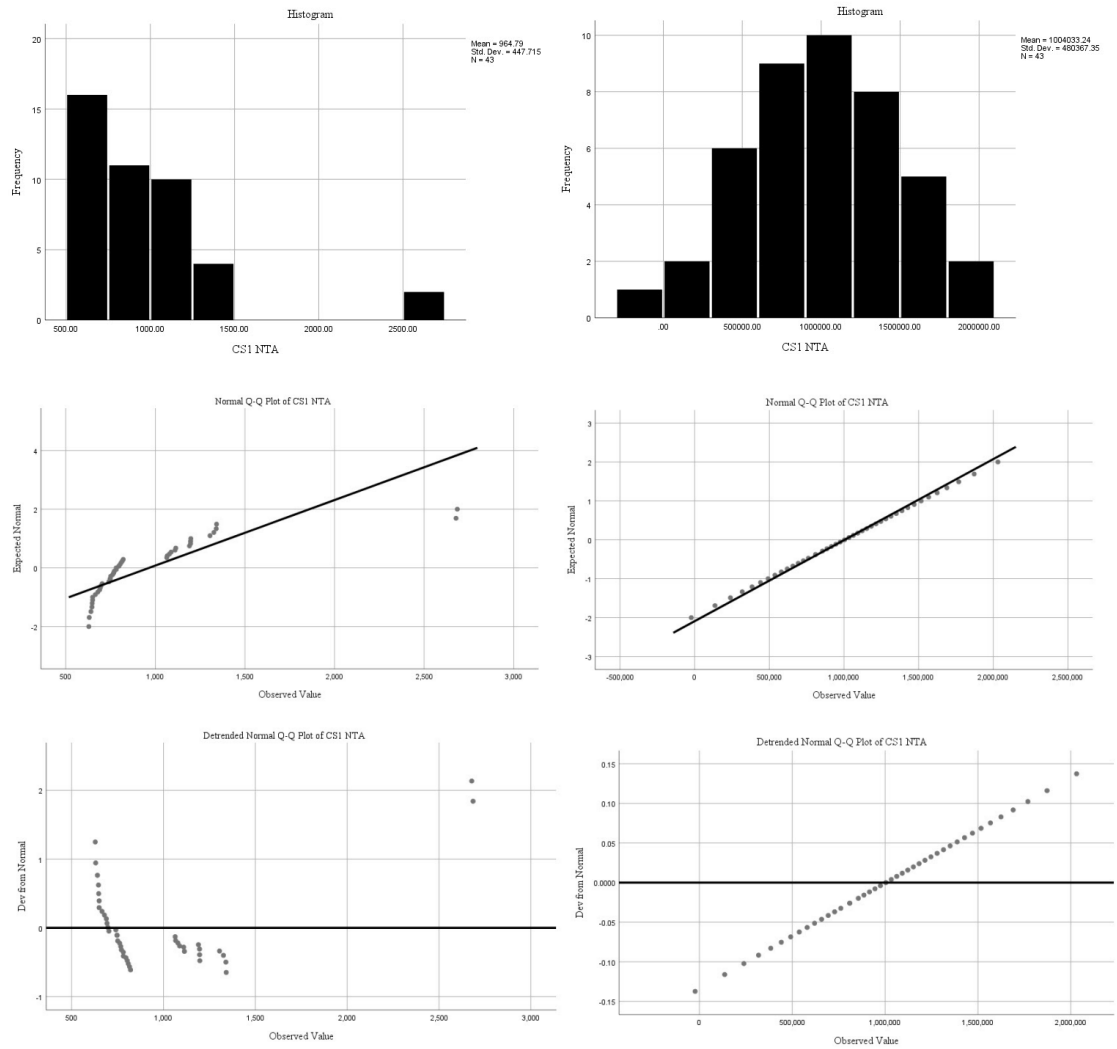 Histogram
Mean = 964.79
Std. Dev. = 447.715
N = 43
20
15
10
5
0
Frequency
500.00 1000.00 1500.00 2000.00 2500.00
CS1 NTA
Histogram
Mean = 1004033.24
Std. Dev. = 480367.35
N = 43
10
8
6
4
2
0
Frequency
.00 500000.00 1000000.00 1500000.00 2000000.00
CS1 NTA
Normal Q-Q Plot of CS1 NTA
4
2
0
-2
Expected Normal
500 1,000 1,500 2,000 2,500 3,000
Observed Value
Normal Q-Q Plot of CS1 NTA
3
2
1
0
-1
-2
-3
Expected Normal
-500,000 0 500,000 1,000,000 1,500,000 2,000,000 2,500,000
Observed Value
Detrended Normal Q-Q Plot of CS1 NTA
2
1
0
-1
Dev from Normal
500 1,000 1,500 2,000 2,500 3,000
Observed Value
Detrended Normal Q-Q Plot of CS1 NTA
0.15
0.10
0.05
0.0000
-0.05
-0.10
-0.15
Dev from Normal
0 500,000 1,000,000 1,500,000 2,000,000
Observed Value